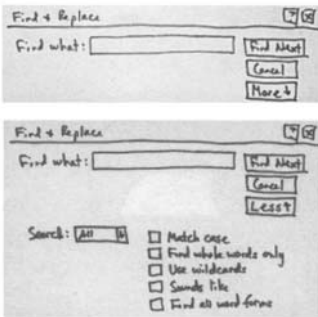 Find & Replace ? X
Find what: Find Next
Cancel
More ↓
Find & Replace ? X
Find what: Find Next
Cancel
Less ↑
Search: All
Match case
Find whole words only
Use wildcards
Sounds like
Find all word forms